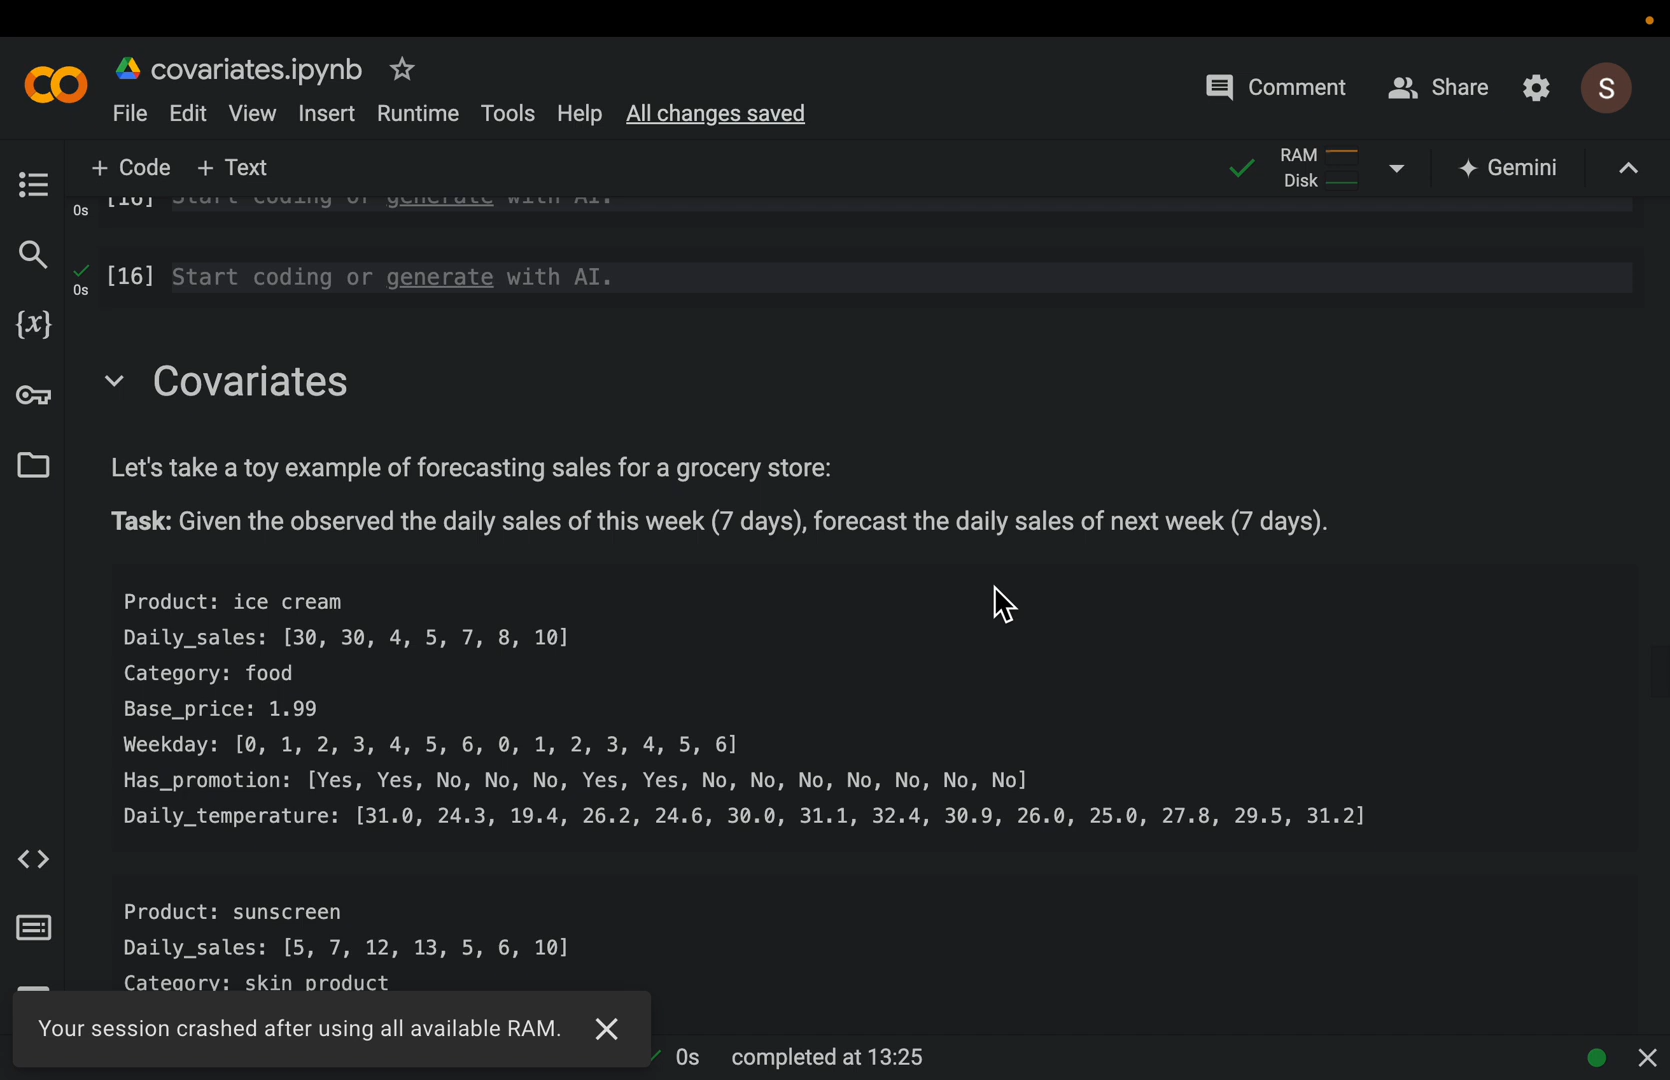 covariates.ipynb
Comment
Share
S
File Edit View Insert Runtime Tools Help All changes saved
+ Code + Text
RAM
Disk
Gemini
0s
[16] Start coding or generate with AI.
[16] Start coding or generate with AI.
0s
{x}
Covariates
Let's take a toy example of forecasting sales for a grocery store:
Task: Given the observed the daily sales of this week (7 days), forecast the daily sales of next week (7 days).
Product: ice cream
Daily_sales: [30, 30, 4, 5, 7, 8, 10]
Category: food
Base_price: 1.99
Weekday: [0, 1, 2, 3, 4, 5, 6, 0, 1, 2, 3, 4, 5, 6]
Has_promotion: [Yes, Yes, No, No, No, Yes, Yes, No, No, No, No, No, No, No]
Daily_temperature: [31.0, 24.3, 19.4, 26.2, 24.6, 30.0, 31.1, 32.4, 30.9, 26.0, 25.0, 27.8, 29.5, 31.2]
Product: sunscreen
Daily_sales: [5, 7, 12, 13, 5, 6, 10]
Category: skin product
Your session crashed after using all available RAM.
0s completed at 13:25